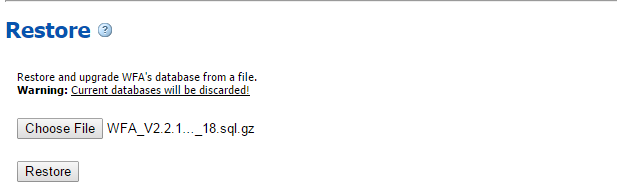 Restore ?
Restore and upgrade WFA's database from a file.
Warning: Current databases will be discarded!
Choose File WFA_V2.2.1..._18.sql.gz
Restore